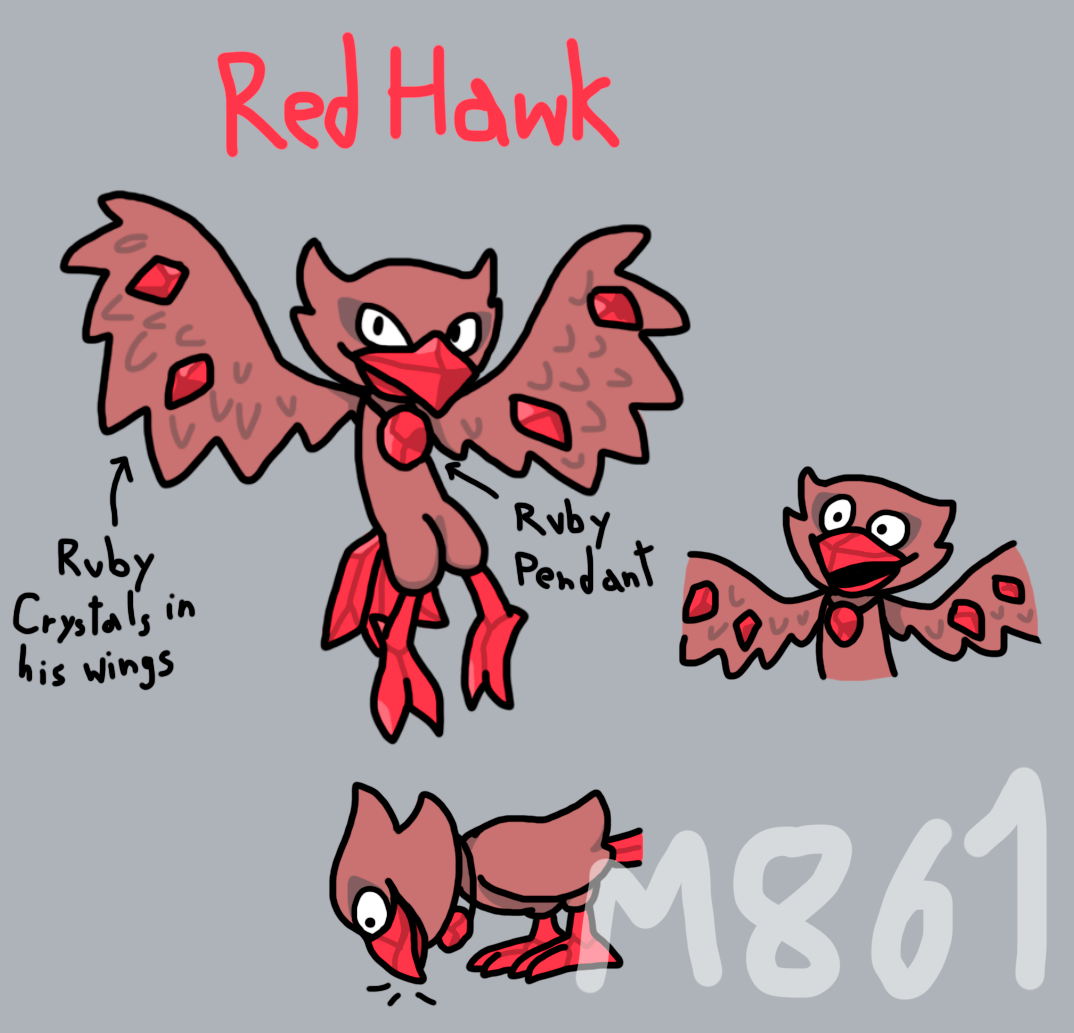 Red Hawk
Ruby
Pendant
Ruby
Crystals in
his wings
M861